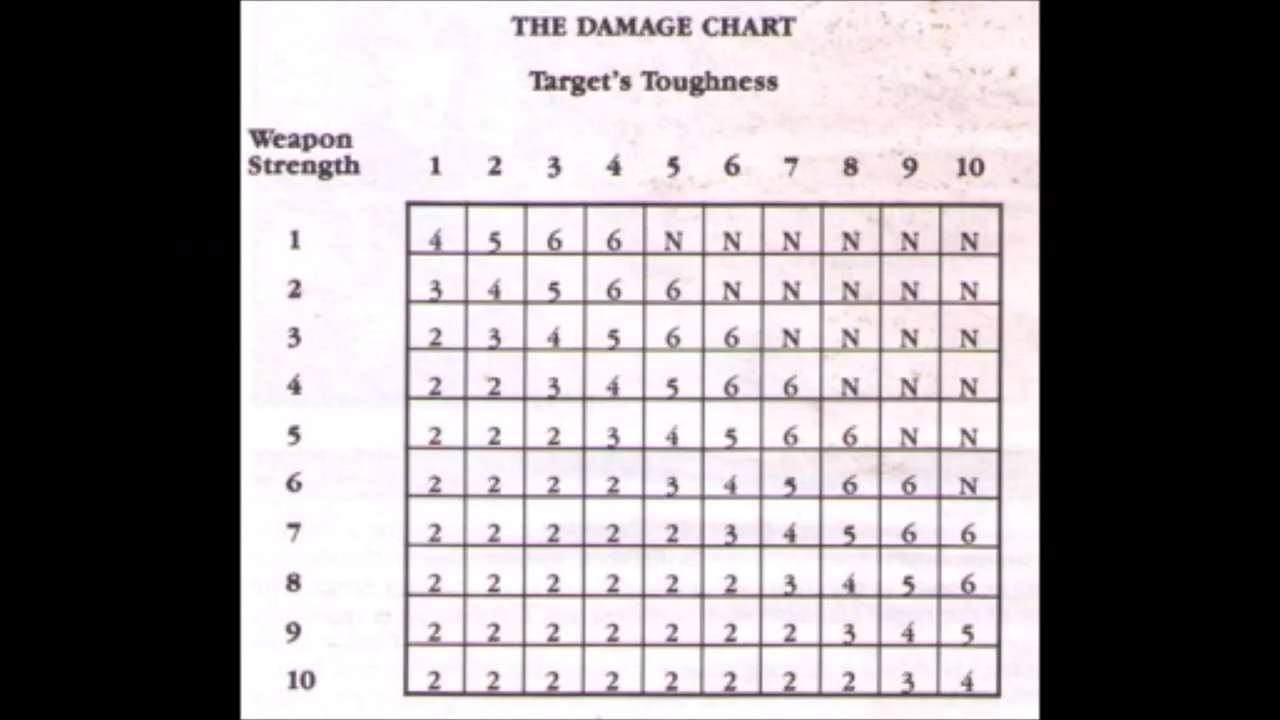 THE DAMAGE CHART
Target's Toughness
Weapon
Strength 1 2 3 4 5 6 7 8 9 10
1 4 5 6 6 N N N N N N
2 3 4 5 6 6 N N N N N
3 2 3 4 5 6 6 N N N N
4 2 2 3 4 5 6 6 N N N
5 2 2 2 3 4 5 6 6 N N
6 2 2 2 2 3 4 5 6 6 N
7 2 2 2 2 2 3 4 5 6 6
8 2 2 2 2 2 2 3 4 5 6
9 2 2 2 2 2 2 2 3 4 5
10 2 2 2 2 2 2 2 2 3 4